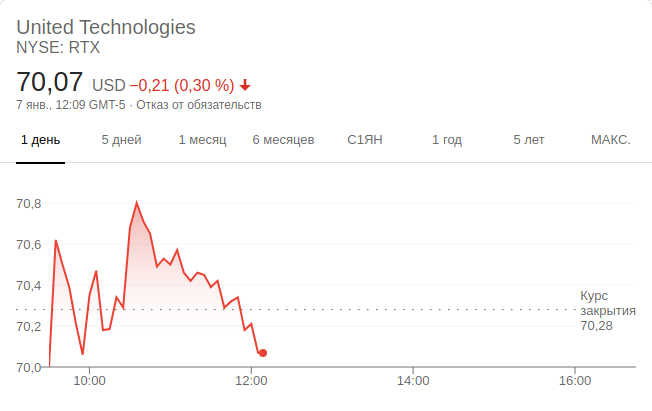 United Technologies
NYSE: RTX
70,07 USD −0,21 (0,30 %)
7 янв., 12:09 GMT-5 · Отказ от обязательств
1 день 5 дней 1 месяц 6 месяцев С1ЯН 1 год 5 лет МАКС.
70,8
70,6
70,4
Курс
закрытия
70,28
70,2
70,0
10:00 12:00 14:00 16:00